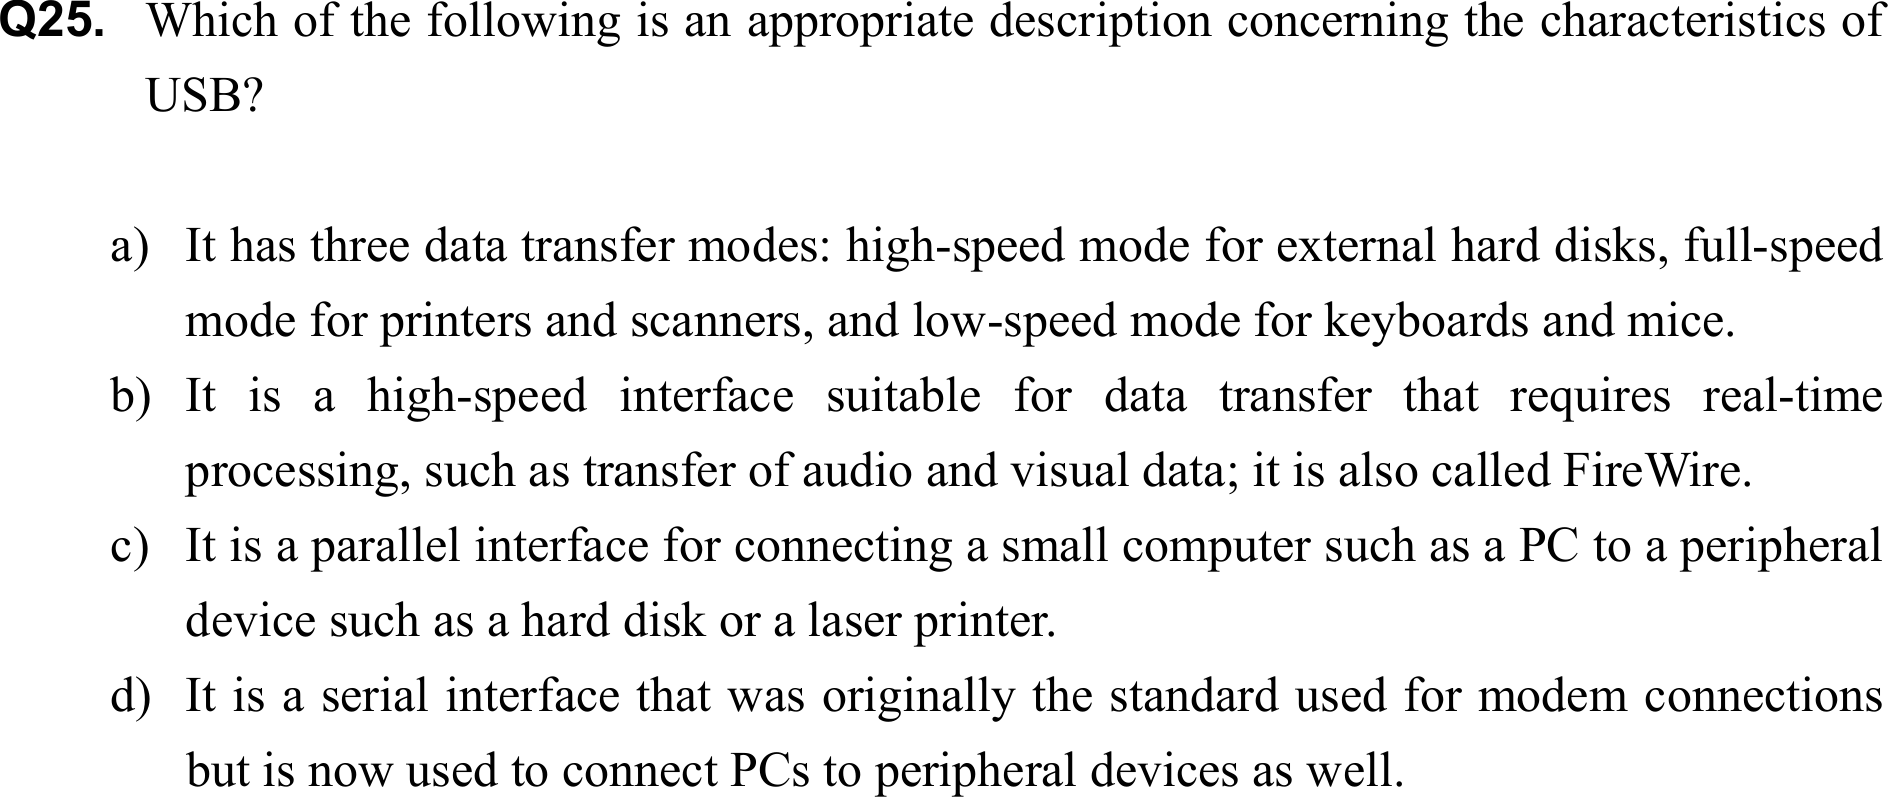 Q25. Which of the following is an appropriate description concerning the characteristics of
USB?
a) It has three data transfer modes: high-speed mode for external hard disks, full-speed
mode for printers and scanners, and low-speed mode for keyboards and mice.
b) It is a high-speed interface suitable for data transfer that requires real-time
processing, such as transfer of audio and visual data; it is also called FireWire.
c) It is a parallel interface for connecting a small computer such as a PC to a peripheral
device such as a hard disk or a laser printer.
d) It is a serial interface that was originally the standard used for modem connections
but is now used to connect PCs to peripheral devices as well.